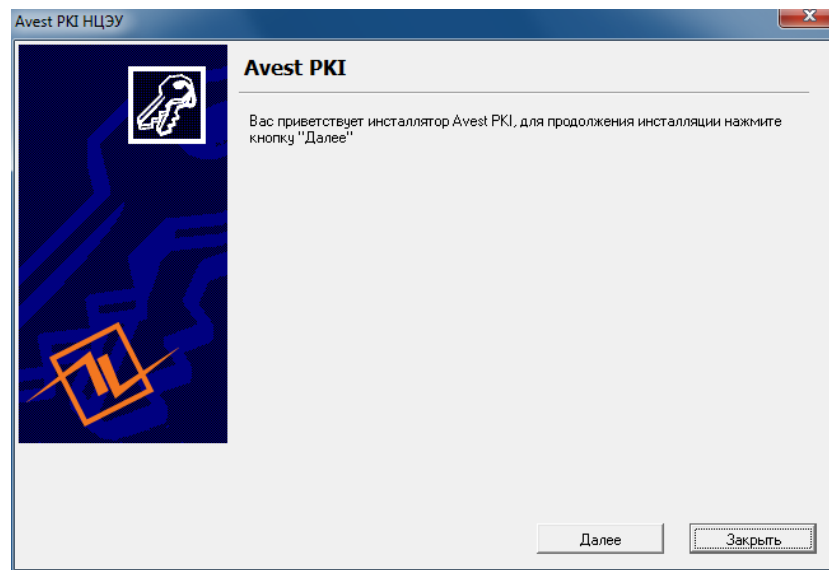 Avest PKI НЦЭУ
Avest PKI
Вас приветствует инсталлятор Avest PKI, для продолжения инсталляции нажмите
кнопку "Далее"
Далее
Закрыть